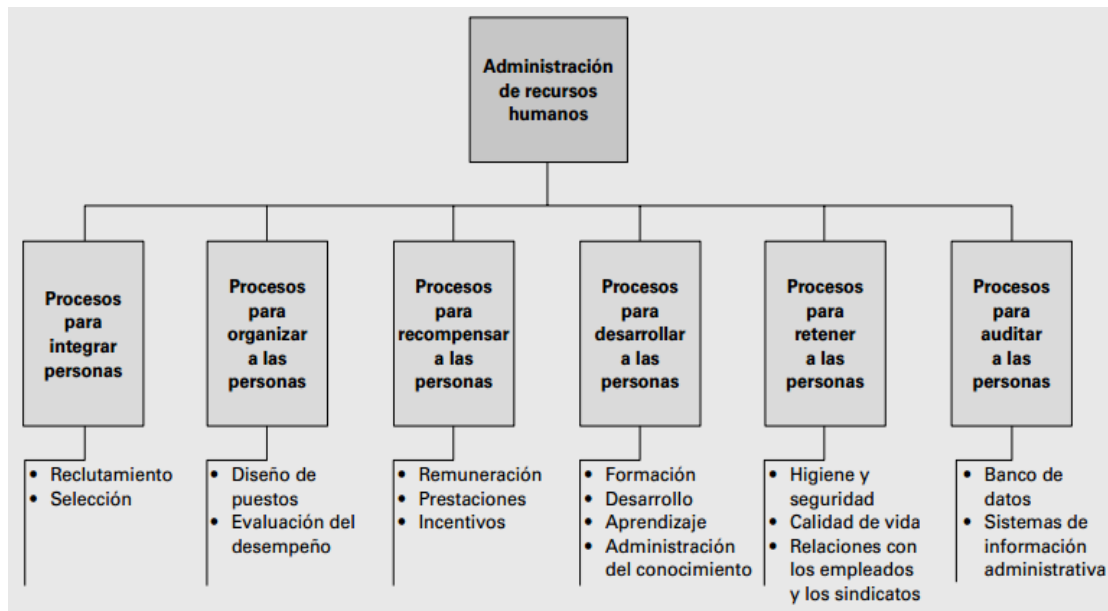 Administración
de recursos
humanos
Procesos
para
integrar
personas
Procesos
para
organizar
a las
personas
Procesos
para
recompensar
a las
personas
Procesos
para
desarrollar
a las
personas
Procesos
para
retener
a las
personas
Procesos
para
auditar
a las
personas
• Reclutamiento
• Selección
• Diseño de
puestos
• Evaluación del
desempeño
• Remuneración
• Prestaciones
• Incentivos
• Formación
• Desarrollo
• Aprendizaje
• Administración
del conocimiento
• Higiene y
seguridad
• Calidad de vida
• Relaciones con
los empleados
y los sindicatos
• Banco de
datos
• Sistemas de
información
administrativa